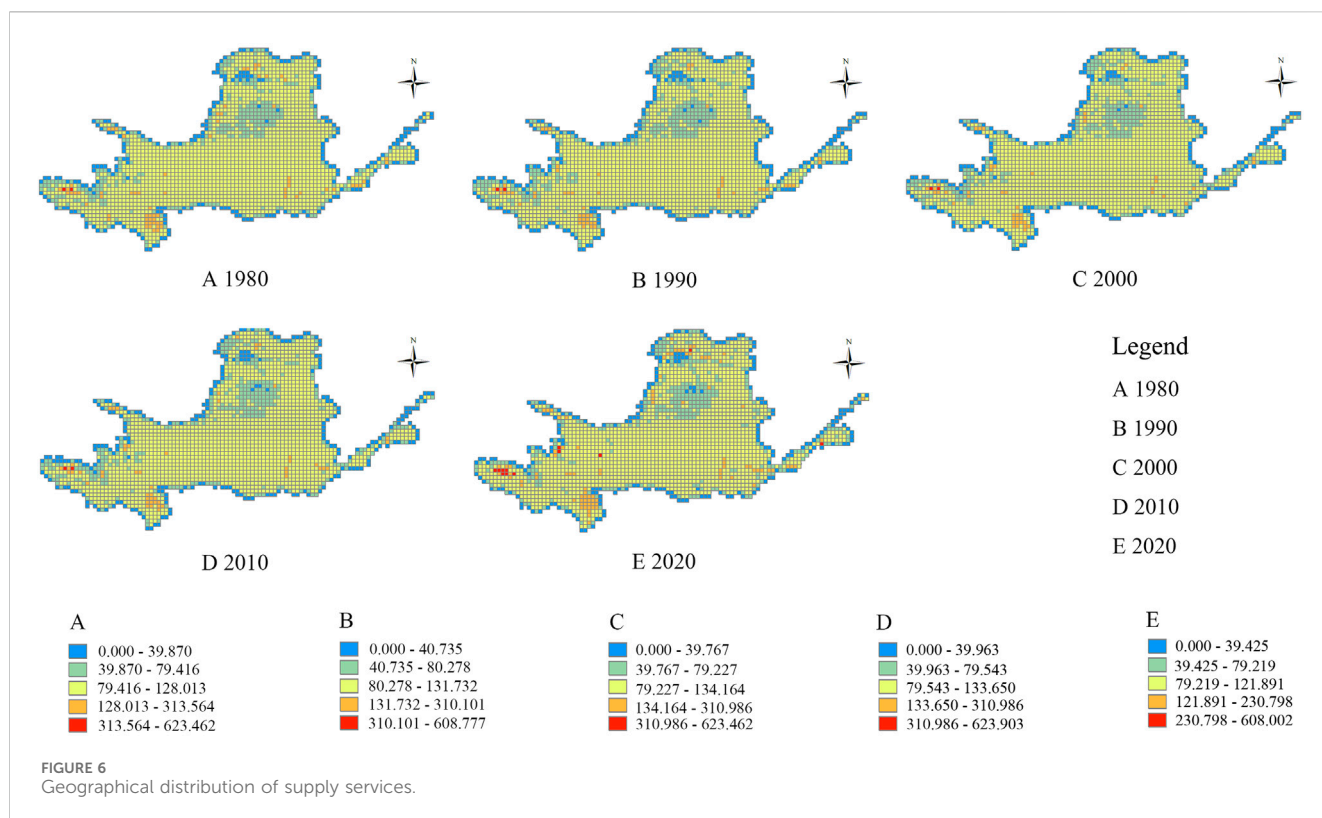 N
N
N
A 1980
B 1990
C 2000
N
N
D 2010
E 2020
Legend
A 1980
B 1990
C 2000
D 2010
E 2020
A
0.000 - 39.870
39.870 - 79.416
79.416 - 128.013
128.013 - 313.564
313.564 - 623.462
B
0.000 - 40.735
40.735 - 80.278
80.278 - 131.732
131.732 - 310.101
310.101 - 608.777
C
0.000 - 39.767
39.767 - 79.227
79.227 - 134.164
134.164 - 310.986
310.986 - 623.462
D
0.000 - 39.963
39.963 - 79.543
79.543 - 133.650
133.650 - 310.986
310.986 - 623.903
E
0.000 - 39.425
39.425 - 79.219
79.219 - 121.891
121.891 - 230.798
230.798 - 608.002
FIGURE 6
Geographical distribution of supply services.